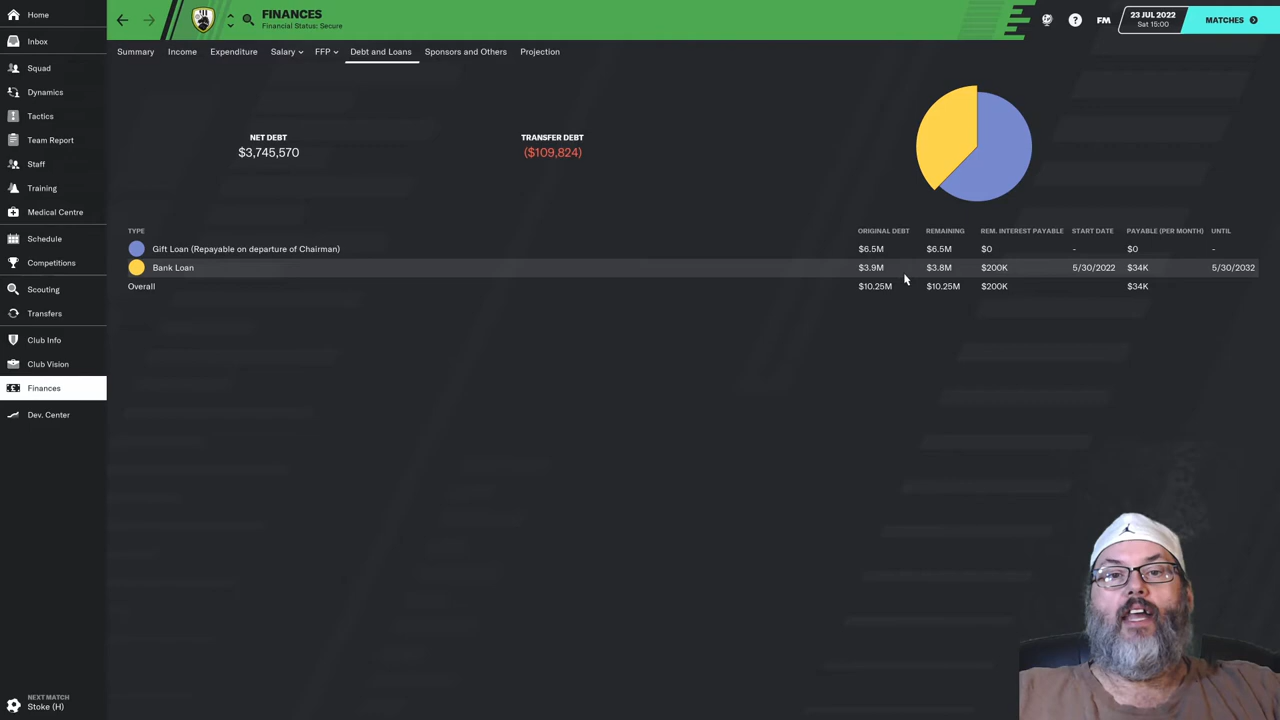 Home
FINANCES
Financial Status: Secure
FM
23 JUL 2022
Sat 15:00
MATCHES
Inbox
Summary
Income
Expenditure
Salary
FFP
Debt and Loans
Sponsors and Others
Projection
Squad
Dynamics
Tactics
Team Report
Staff
Training
Medical Centre
Schedule
Competitions
Scouting
Transfers
Club Info
Club Vision
Finances
Dev. Center
NEXT MATCH
Stoke (H)
NET DEBT
$3,745,570
TRANSFER DEBT
($109,824)
TYPE ORIGINAL DEBT REMAINING REM. INTEREST PAYABLE START DATE PAYABLE (PER MONTH) UNTIL
Gift Loan (Repayable on departure of Chairman) $6.5M $6.5M $0 - $0 -
Bank Loan $3.9M $3.8M $200K 5/30/2022 $34K 5/30/2032
Overall $10.25M $10.25M $200K $34K